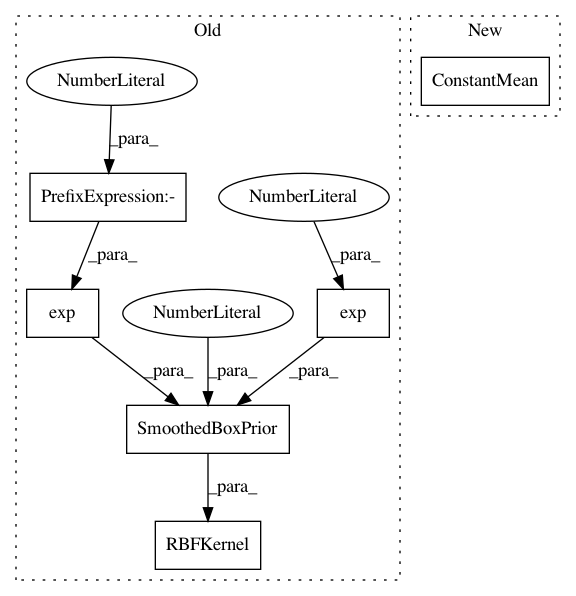 Old
New
NumberLiteral
ConstantMean
_para_
PrefixExpression:-
NumberLiteral
_para_
_para_
exp
NumberLiteral
exp
_para_
_para_
_para_
SmoothedBoxPrior
_para_
RBFKernel